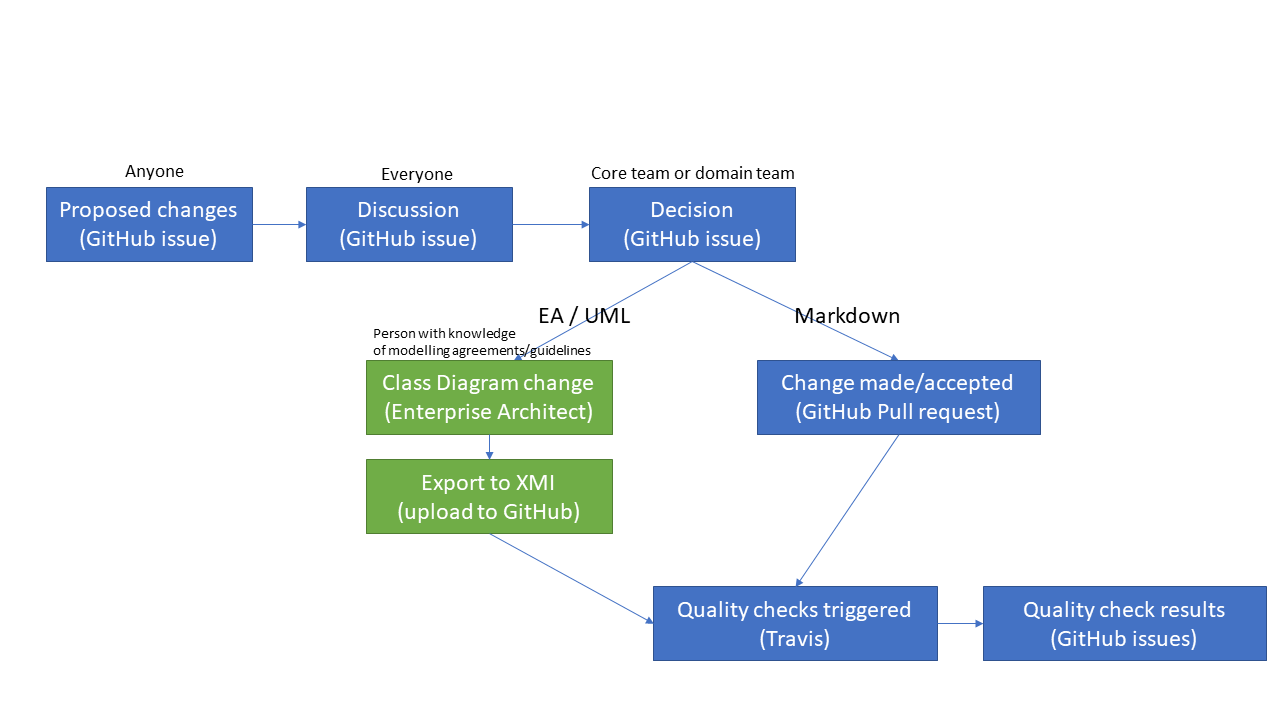 Anyone
Everyone
Core team or domain team
Proposed changes
(GitHub issue)
Discussion
(GitHub issue)
Decision
(GitHub issue)
EA / UML
Markdown
Person with knowledge
of modelling agreements/guidelines
Class Diagram change
(Enterprise Architect)
Change made/accepted
(GitHub Pull request)
Export to XMI
(upload to GitHub)
Quality checks triggered
(Travis)
Quality check results
(GitHub issues)